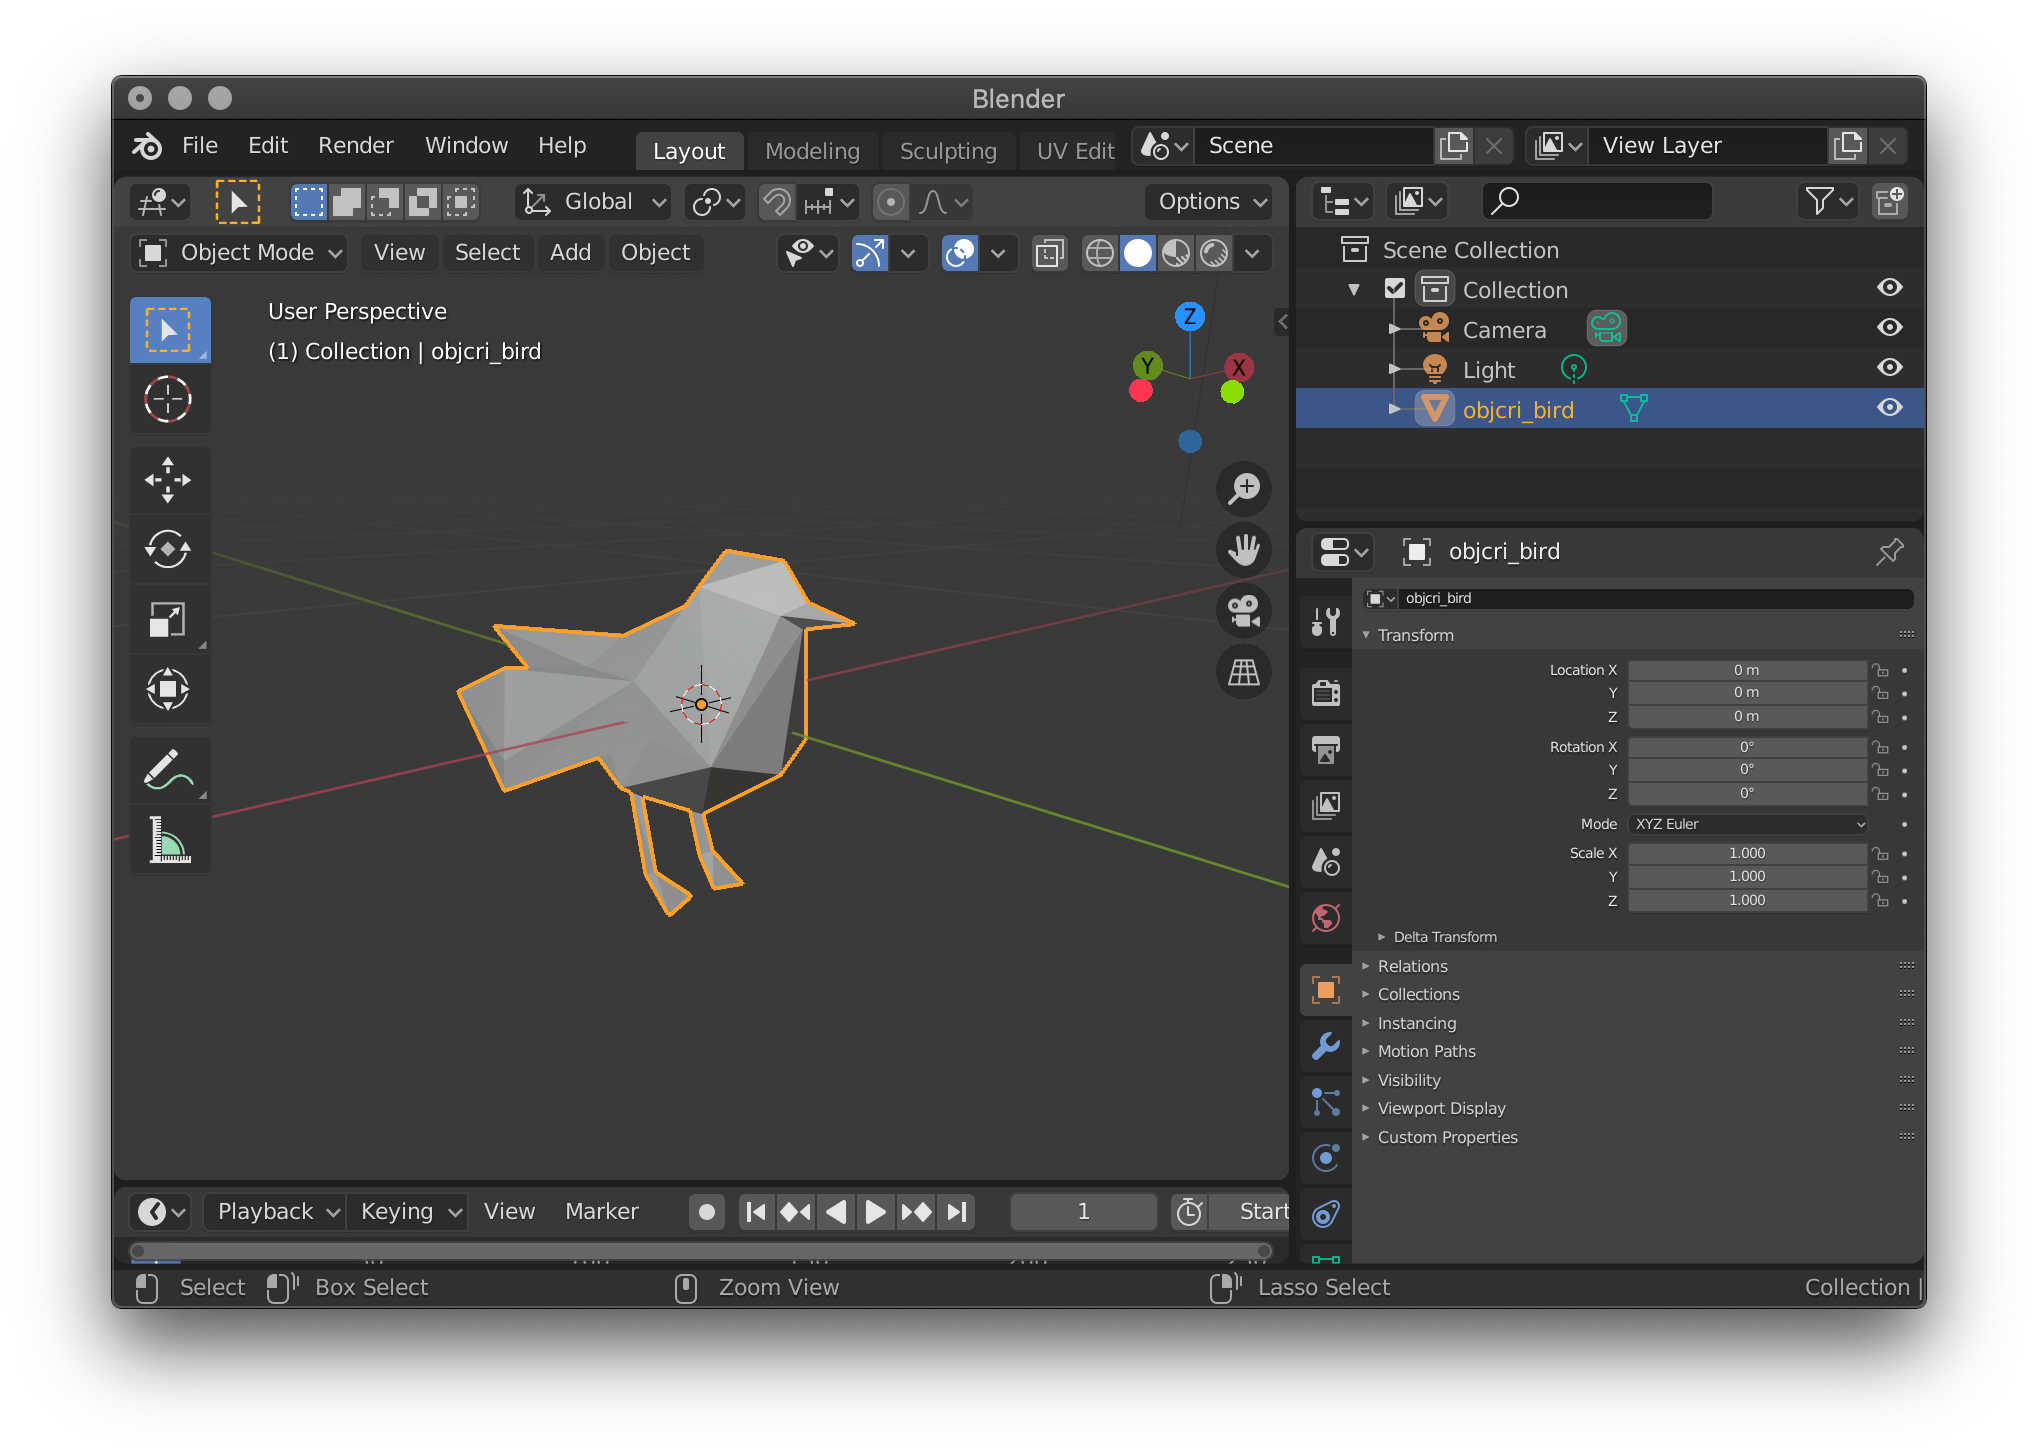 Blender
File Edit Render Window Help Layout Modeling Sculpting UV Edit Scene View Layer
Global Options
Object Mode View Select Add Object
User Perspective
(1) Collection | objcri_bird
Z
Y X
Scene Collection
Collection
Camera
Light
objcri_bird
objcri_bird
objcri_bird
Transform
Location X 0 m
Y 0 m
Z 0 m
Rotation X 0°
Y 0°
Z 0°
Mode XYZ Euler
Scale X 1.000
Y 1.000
Z 1.000
Delta Transform
Relations
Collections
Instancing
Motion Paths
Visibility
Viewport Display
Custom Properties
Playback Keying View Marker 1 Start
Select Box Select Zoom View Lasso Select Collection |